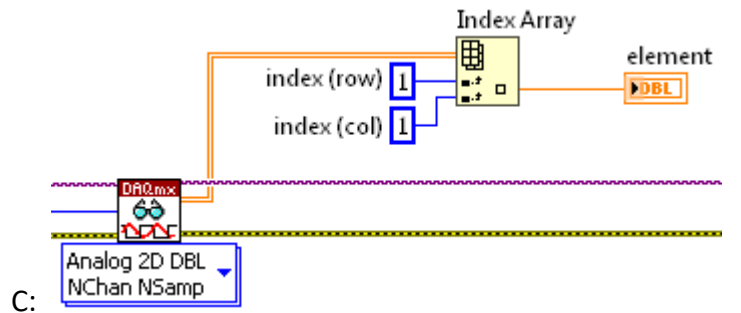 Index Array
element
index (row) 1
DBL
index (col) 1
DAQmx
Analog 2D DBL
NChan NSamp
C: